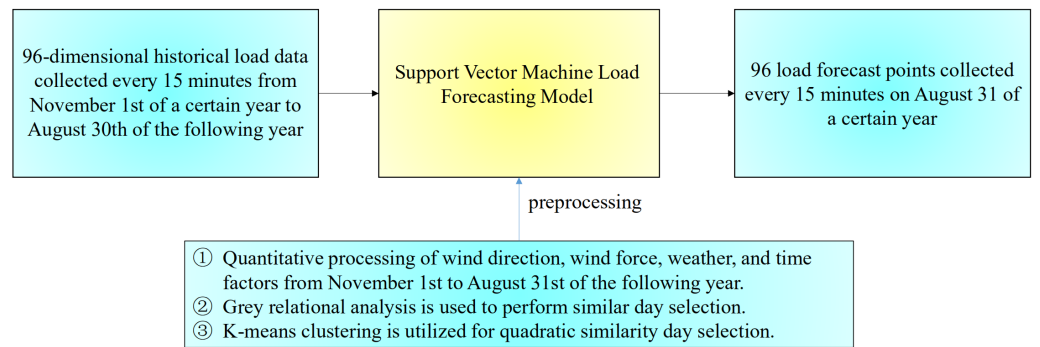 96-dimensional historical load data
collected every 15 minutes from
November 1st of a certain year to
August 30th of the following year
Support Vector Machine Load
Forecasting Model
96 load forecast points collected
every 15 minutes on August 31 of
a certain year
preprocessing
① Quantitative processing of wind direction, wind force, weather, and time
factors from November 1st to August 31st of the following year.
② Grey relational analysis is used to perform similar day selection.
③ K-means clustering is utilized for quadratic similarity day selection.